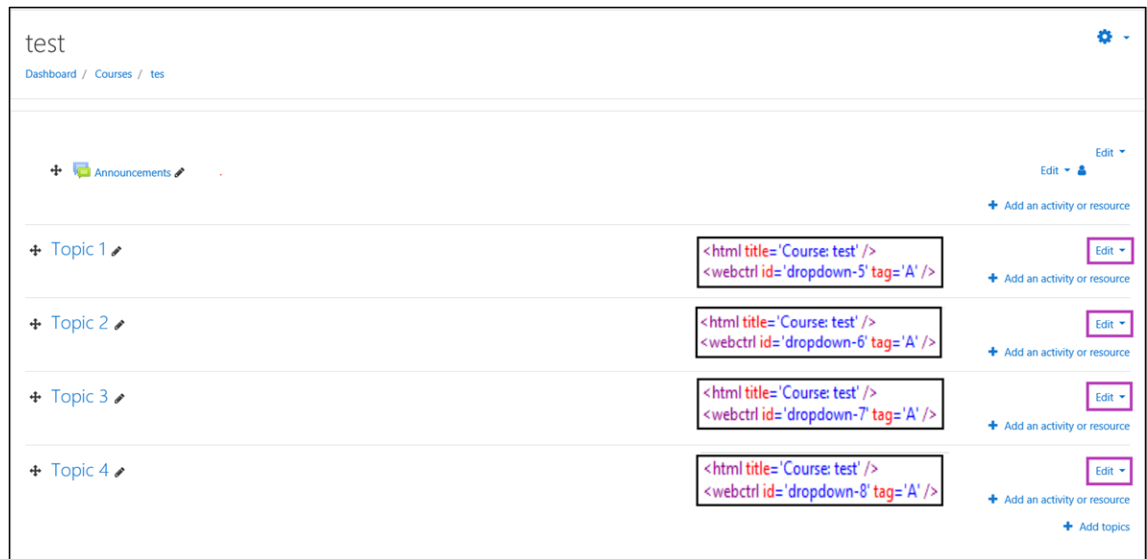 test
Dashboard / Courses / tes
Edit
Announcements
Edit
+ Add an activity or resource
Topic 1
<html title='Course: test' />
<webctrl id='dropdown-5' tag='A' />
Edit
+ Add an activity or resource
Topic 2
<html title='Course: test' />
<webctrl id='dropdown-6' tag='A' />
Edit
+ Add an activity or resource
Topic 3
<html title='Course: test' />
<webctrl id='dropdown-7' tag='A' />
Edit
+ Add an activity or resource
Topic 4
<html title='Course: test' />
<webctrl id='dropdown-8' tag='A' />
Edit
+ Add an activity or resource
+ Add topics